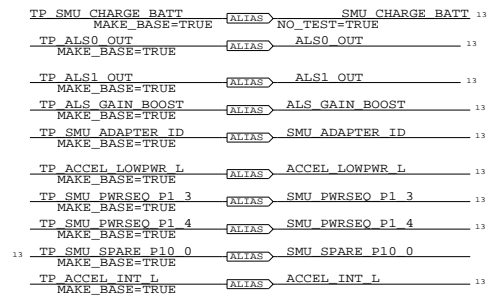 TP_SMU_CHARGE_BATT ALIAS SMU_CHARGE_BATT 13
MAKE_BASE=TRUE NO_TEST=TRUE
TP_ALS0_OUT ALIAS ALS0_OUT 13
MAKE_BASE=TRUE
TP_ALS1_OUT ALIAS ALS1_OUT 13
MAKE_BASE=TRUE
TP_ALS_GAIN_BOOST ALIAS ALS_GAIN_BOOST 13
MAKE_BASE=TRUE
TP_SMU_ADAPTER_ID ALIAS SMU_ADAPTER_ID 13
MAKE_BASE=TRUE
TP_ACCEL_LOWPWR_L ALIAS ACCEL_LOWPWR_L 13
MAKE_BASE=TRUE
TP_SMU_PWRSEQ_P1_3 ALIAS SMU_PWRSEQ_P1_3 13
MAKE_BASE=TRUE
TP_SMU_PWRSEQ_P1_4 ALIAS SMU_PWRSEQ_P1_4 13
MAKE_BASE=TRUE
13 TP_SMU_SPARE_P10_0 ALIAS SMU_SPARE_P10_0
MAKE_BASE=TRUE
TP_ACCEL_INT_L ALIAS ACCEL_INT_L 13
MAKE_BASE=TRUE